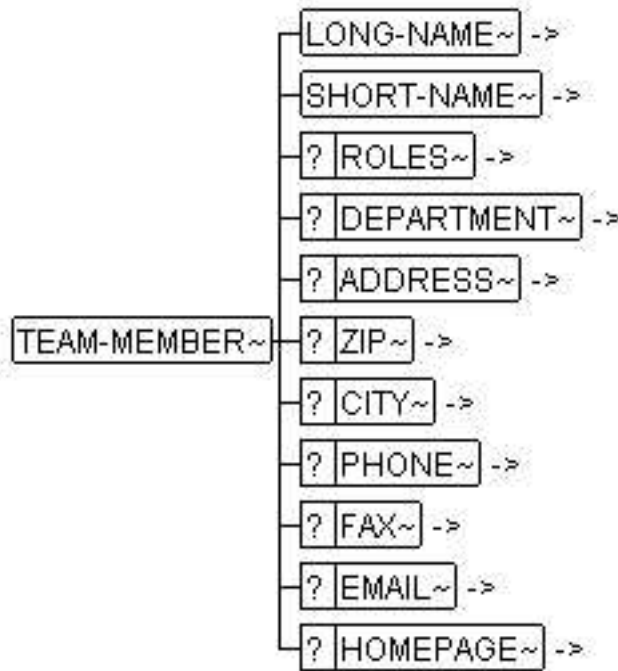 LONG-NAME~ ->
SHORT-NAME~ ->
? ROLES~ ->
? DEPARTMENT~ ->
? ADDRESS~ ->
TEAM-MEMBER~ ? ZIP~ ->
? CITY~ ->
? PHONE~ ->
? FAX~ ->
? EMAIL~ ->
? HOMEPAGE~ ->